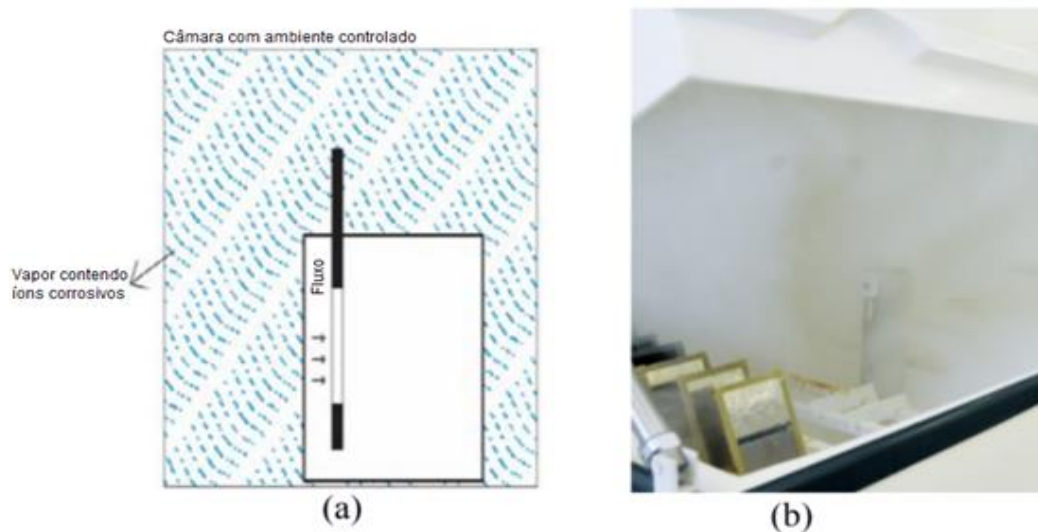 Câmara com ambiente controlado
Fluxo
Vapor contendo
íons corrosivos
(a)
(b)